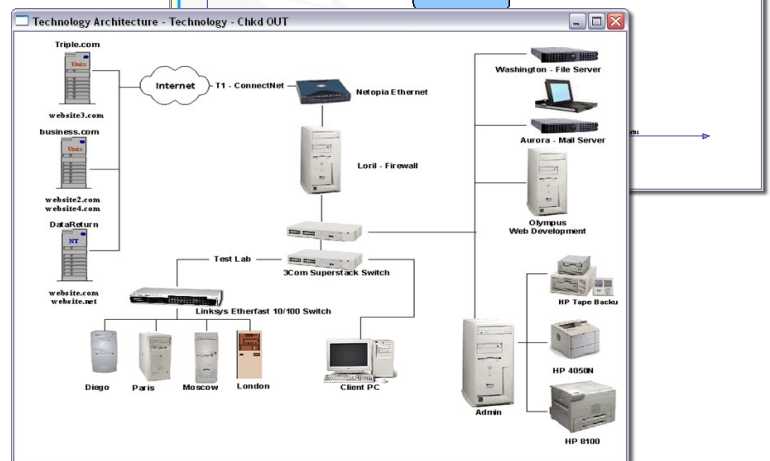 Technology Architecture - Technology - Chkd OUT
Triple.com
Unix
website3.com
business.com
Unix
website2.com
website4.com
DataReturn
NT
website.com
website.net
Internet
T1 - ConnectNet
Netopia Ethernet
Loril - Firewall
3Com Superstack Switch
Test Lab
Linksys Etherfast 10/100 Switch
Diego
Paris
Moscow
London
Client PC
Washington - File Server
Aurora - Mail Server
Olympus
Web Development
Admin
HP Tape Backu
HP 4050N
HP 8100